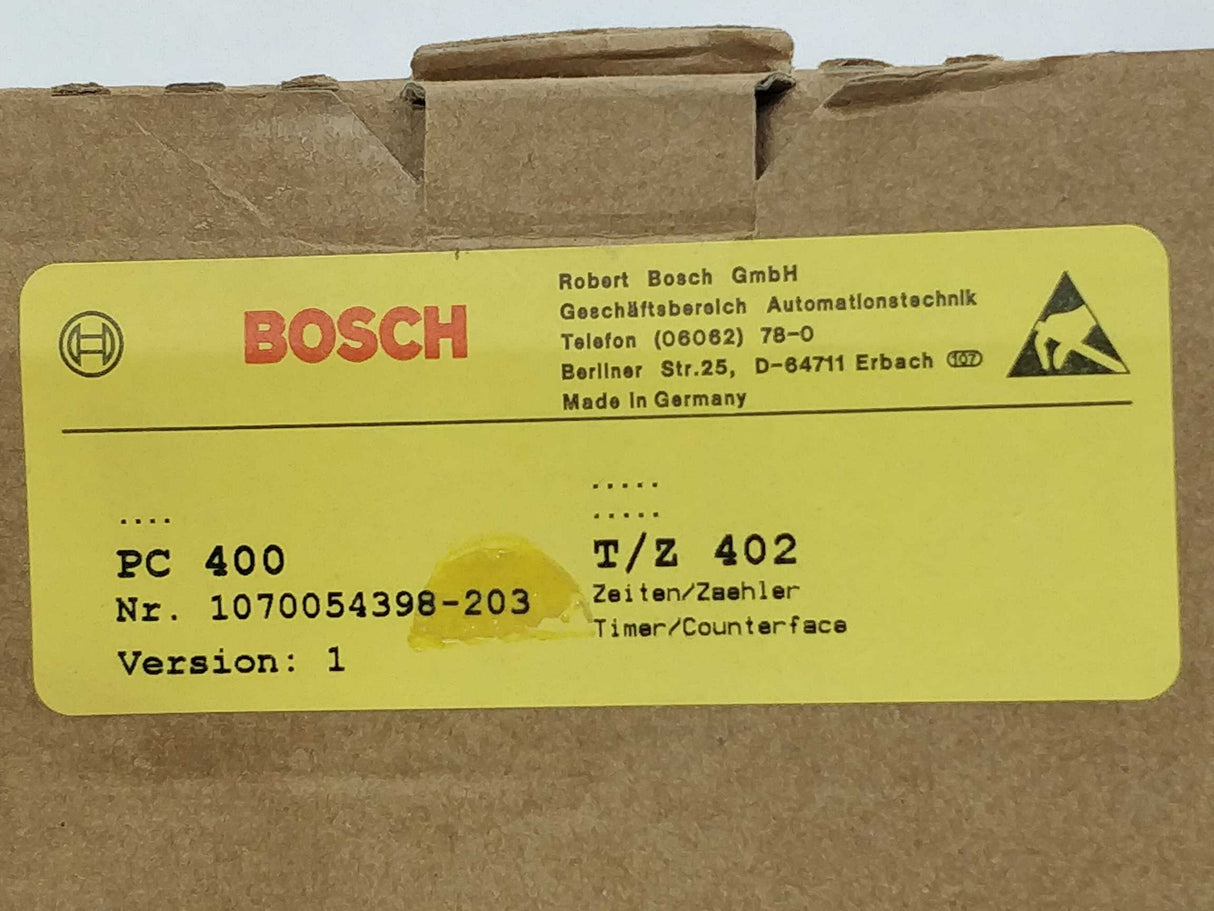 BOSCH
Robert Bosch GmbH
Geschäftsbereich Automationstechnik
Telefon (06062) 78-0
Berliner Str.25, D-64711 Erbach 107
Made in Germany
....
PC 400
Nr. 1070054398-203
Version: 1
.....
.....
T/Z 402
Zeiten/Zaehler
Timer/Counterface